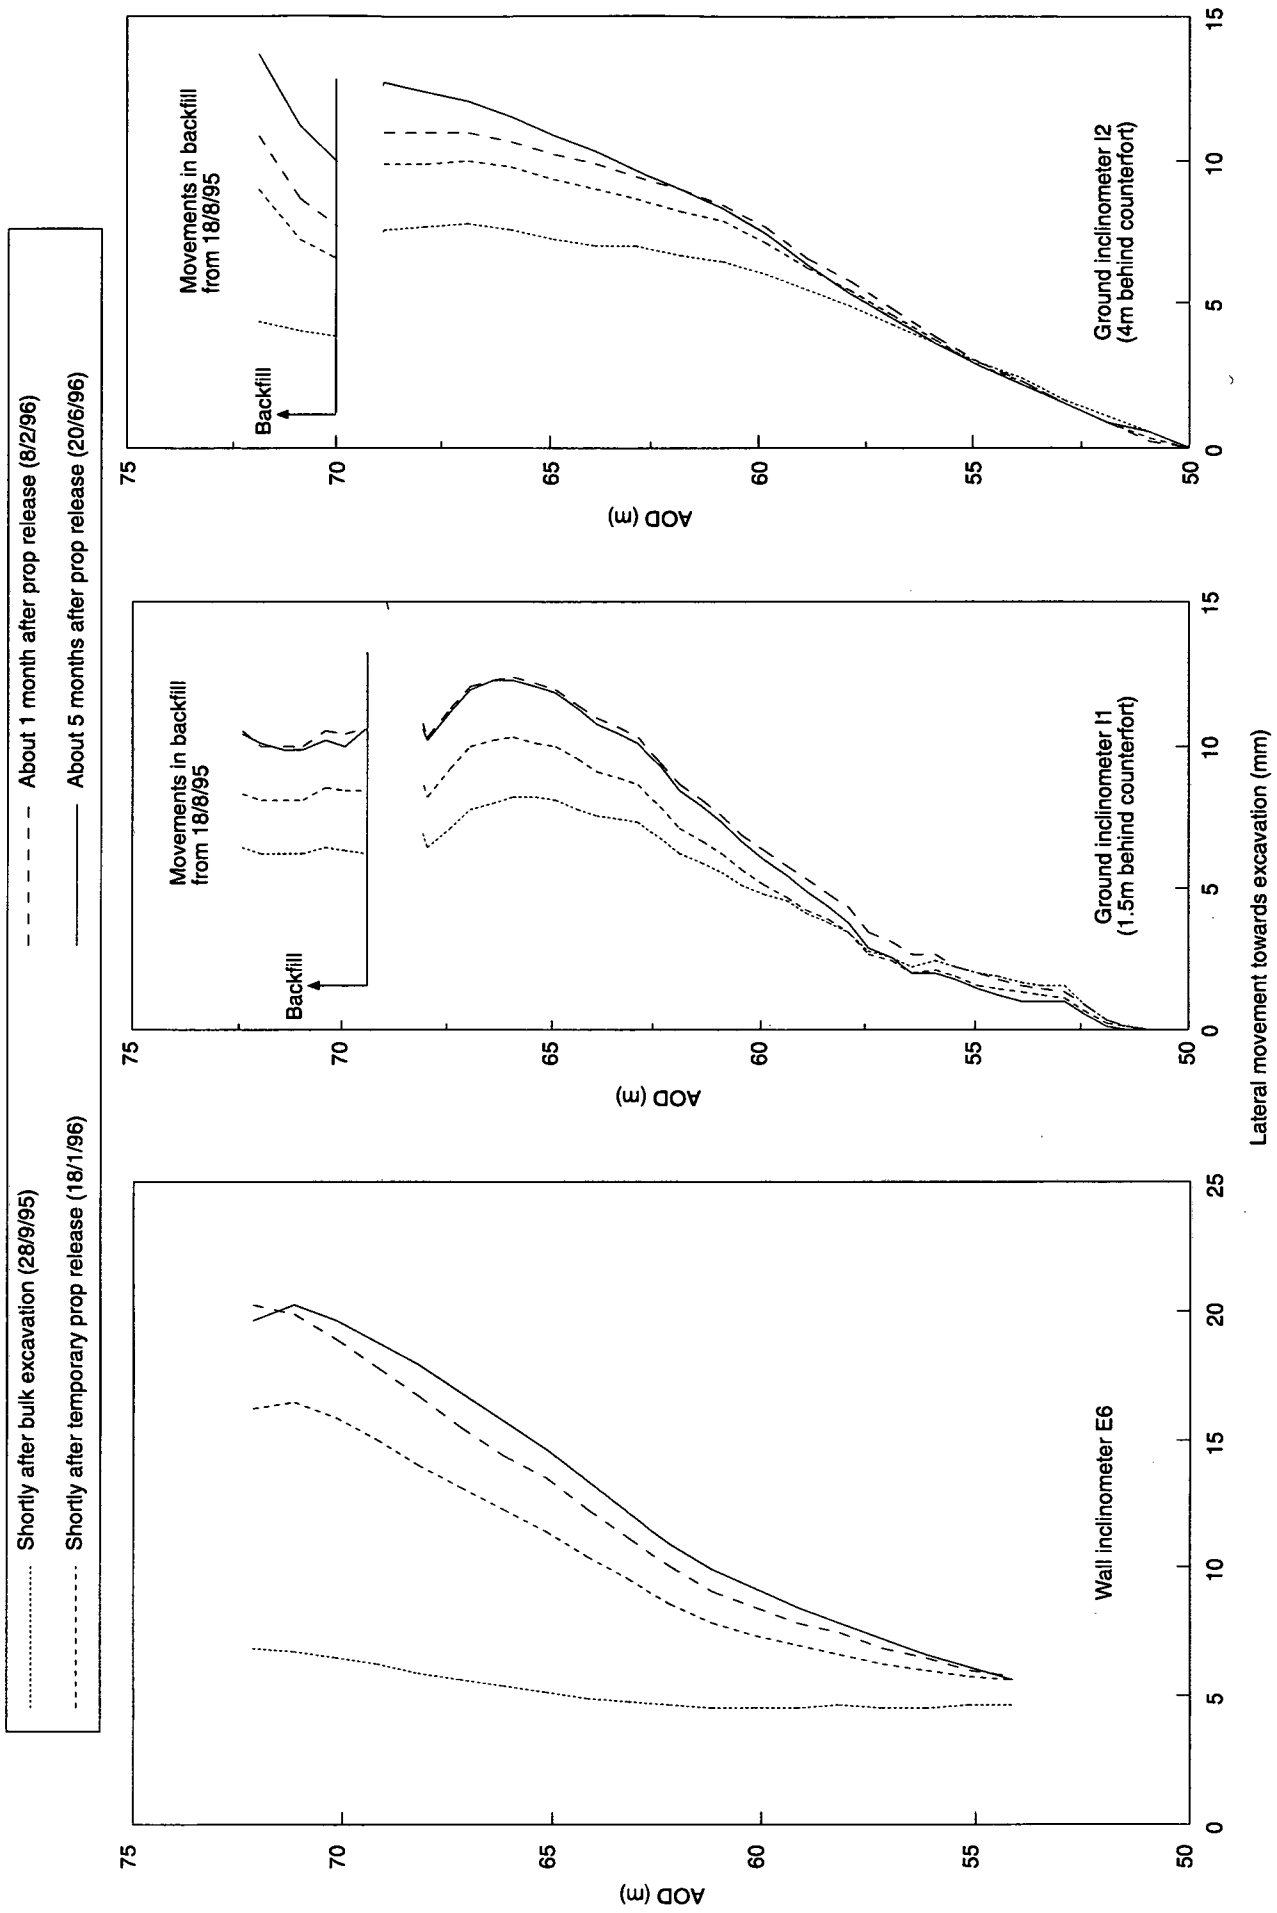 Shortly after bulk excavation (28/9/95)
About 1 month after prop release (8/2/96)
Shortly after temporary prop release (18/1/96)
About 5 months after prop release (20/6/96)
75
70
65
60
55
50
AOD (m)
0
5
10
15
20
25
Wall inclinometer E6
75
70
65
60
55
50
AOD (m)
0
5
10
15
Movements in backfill
from 18/8/95
Backfill
Ground inclinometer I1
(1.5m behind counterfort)
75
70
65
60
55
50
AOD (m)
0
5
10
15
Movements in backfill
from 18/8/95
Backfill
Ground inclinometer I2
(4m behind counterfort)
Lateral movement towards excavation (mm)